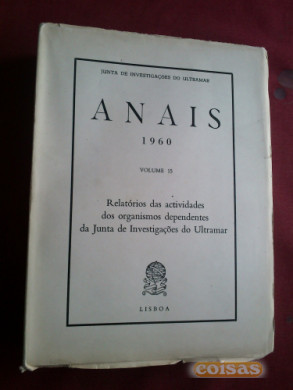 JUNTA DE INVESTIGAÇÕES DO ULTRAMAR
ANAIS
1960
VOLUME II
Relatórios das actividades
dos organismos dependentes
da Junta de Investigações do Ultramar
LISBOA
coisas